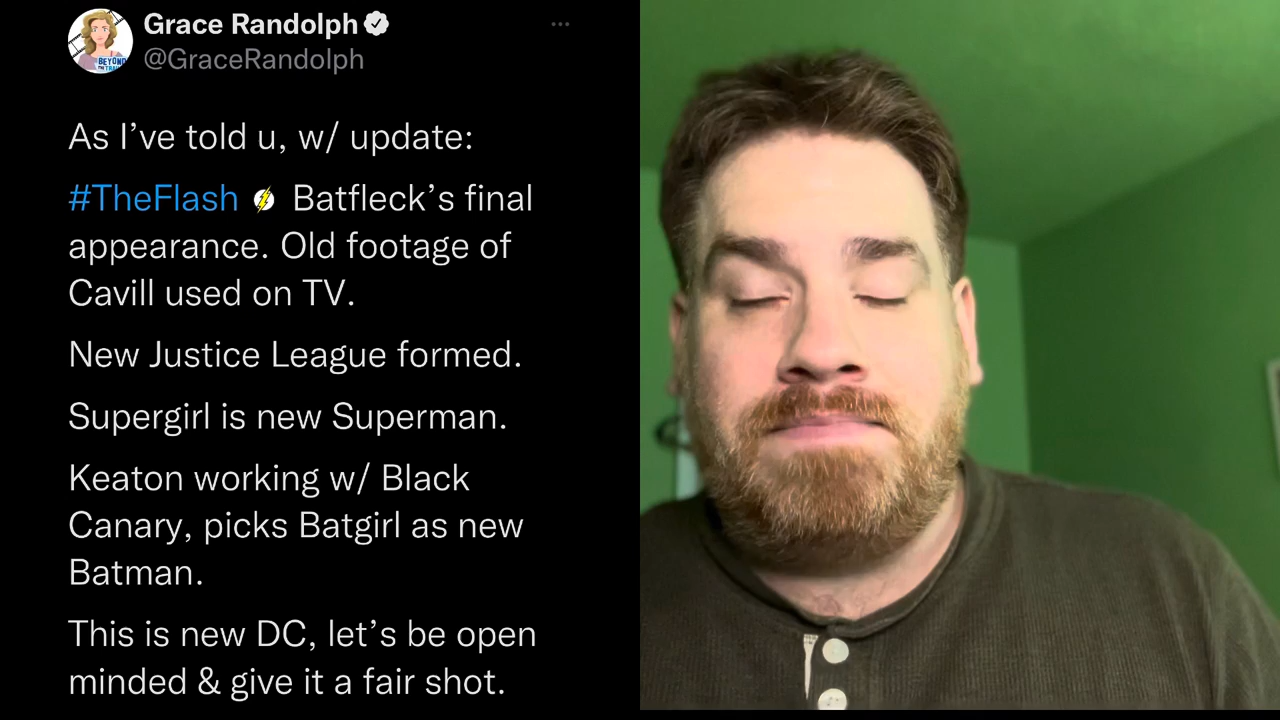 Grace Randolph
@GraceRandolph
As I've told u, w/ update:
#TheFlash Batfleck's final
appearance. Old footage of
Cavill used on TV.
New Justice League formed.
Supergirl is new Superman.
Keaton working w/ Black
Canary, picks Batgirl as new
Batman.
This is new DC, let's be open
minded & give it a fair shot.